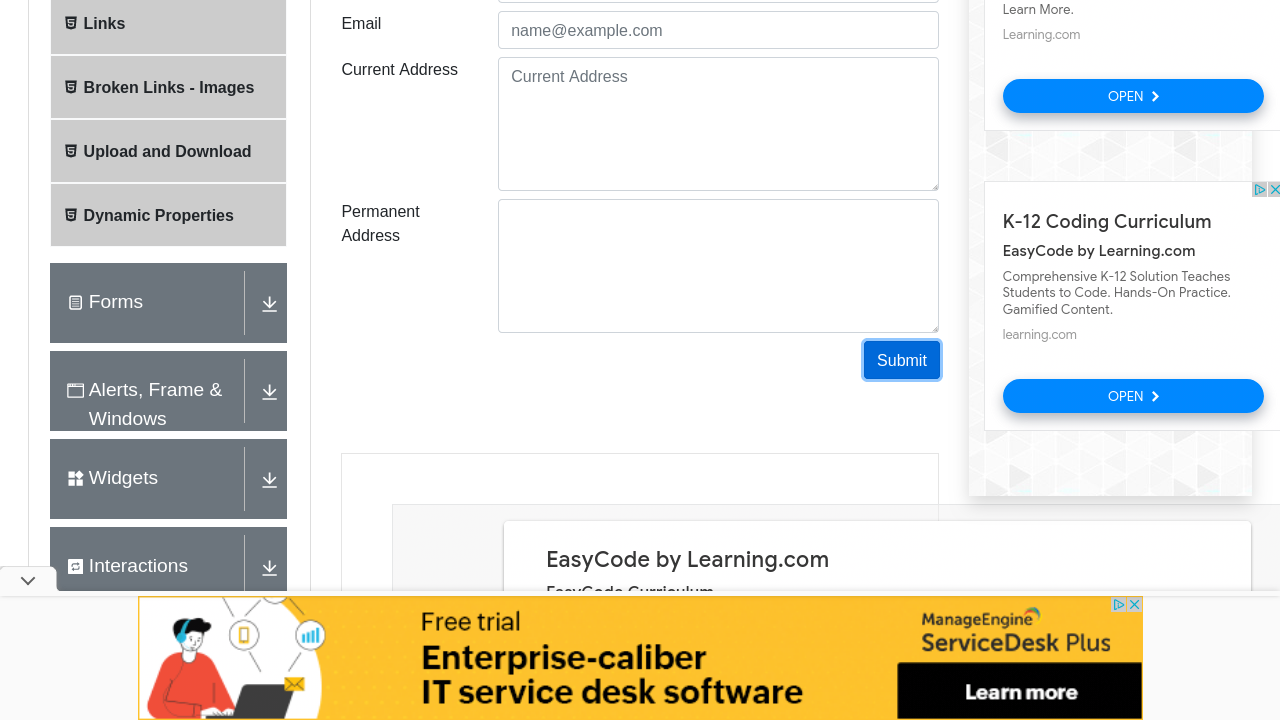 Links
Broken Links - Images
Upload and Download
Dynamic Properties
Forms
Alerts, Frame &
Windows
Widgets
Interactions
Email
name@example.com
Current Address
Current Address
Permanent
Address
Submit
Learn More.
Learning.com
OPEN
K-12 Coding Curriculum
EasyCode by Learning.com
Comprehensive K-12 Solution Teaches
Students to Code. Hands-On Practice.
Gamified Content.
learning.com
OPEN
EasyCode by Learning.com
EasyCode Curriculum
Free trial
Enterprise-caliber
IT service desk software
ManageEngine
ServiceDesk Plus
Learn more